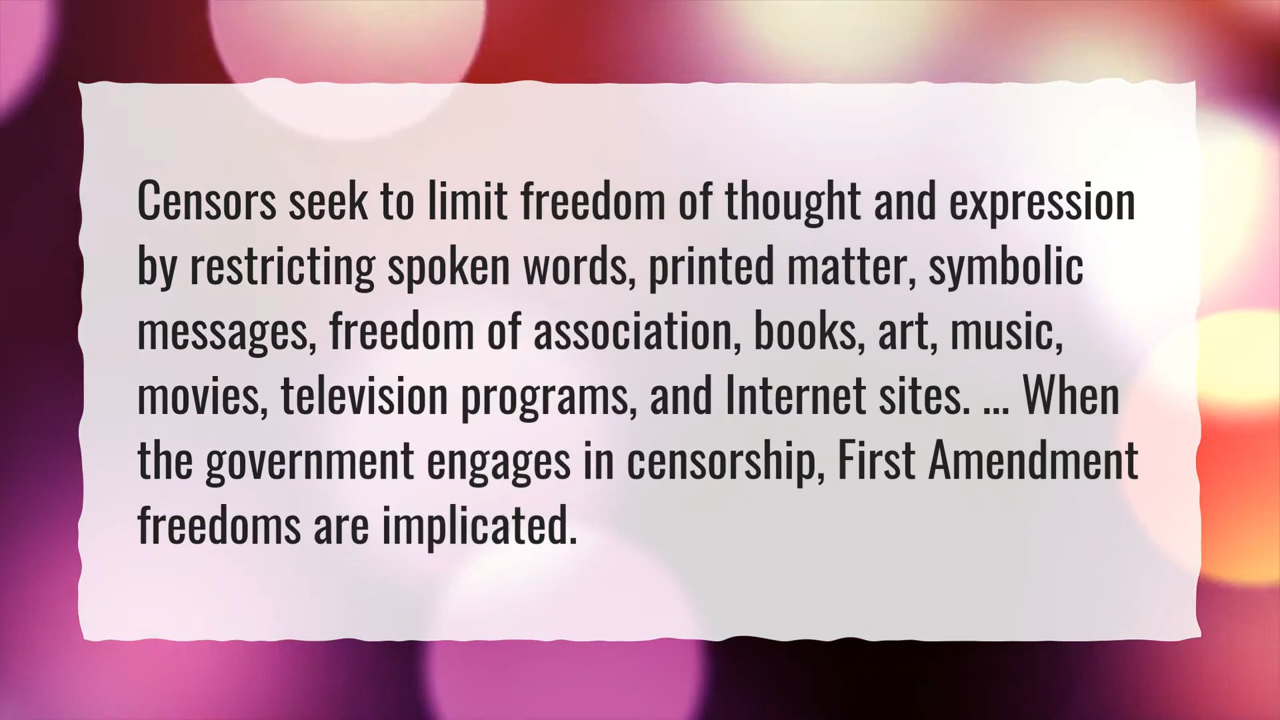 Censors seek to limit freedom of thought and expression
by restricting spoken words, printed matter, symbolic
messages, freedom of association, books, art, music,
movies, television programs, and Internet sites. ... When
the government engages in censorship, First Amendment
freedoms are implicated.